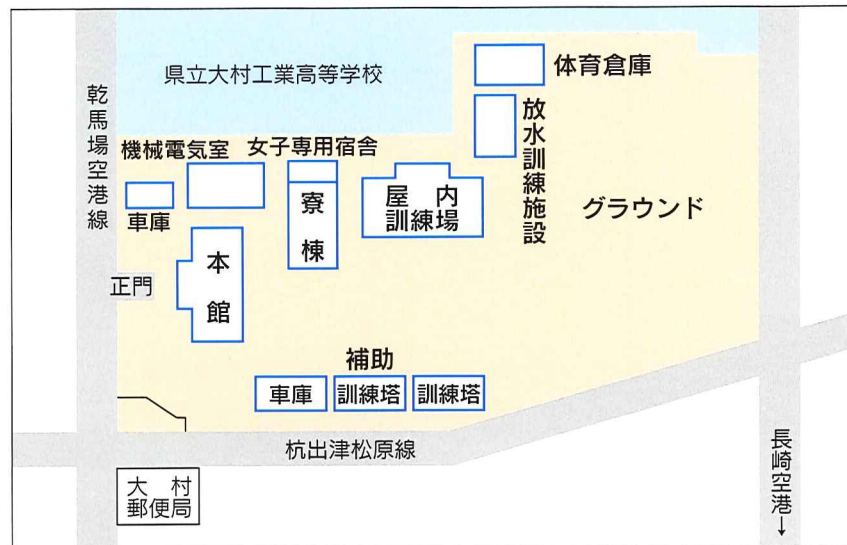 県立大村工業高等学校
体育倉庫
乾馬場空港線
放水訓練施設
機械電気室
女子専用宿舎
車庫
寮棟
屋内
訓練場
グラウンド
本館
正門
補助
車庫
訓練塔
訓練塔
杭出津松原線
長崎空港↓
大村
郵便局